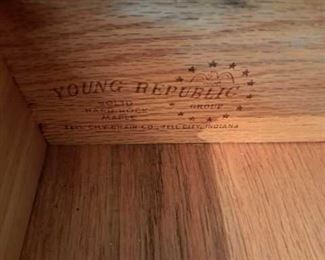 YOUNG REPUBLIC
SOLID
HARD ROCK
MAPLE
GROUP
TELL CITY CHAIR CO., TELL CITY, INDIANA